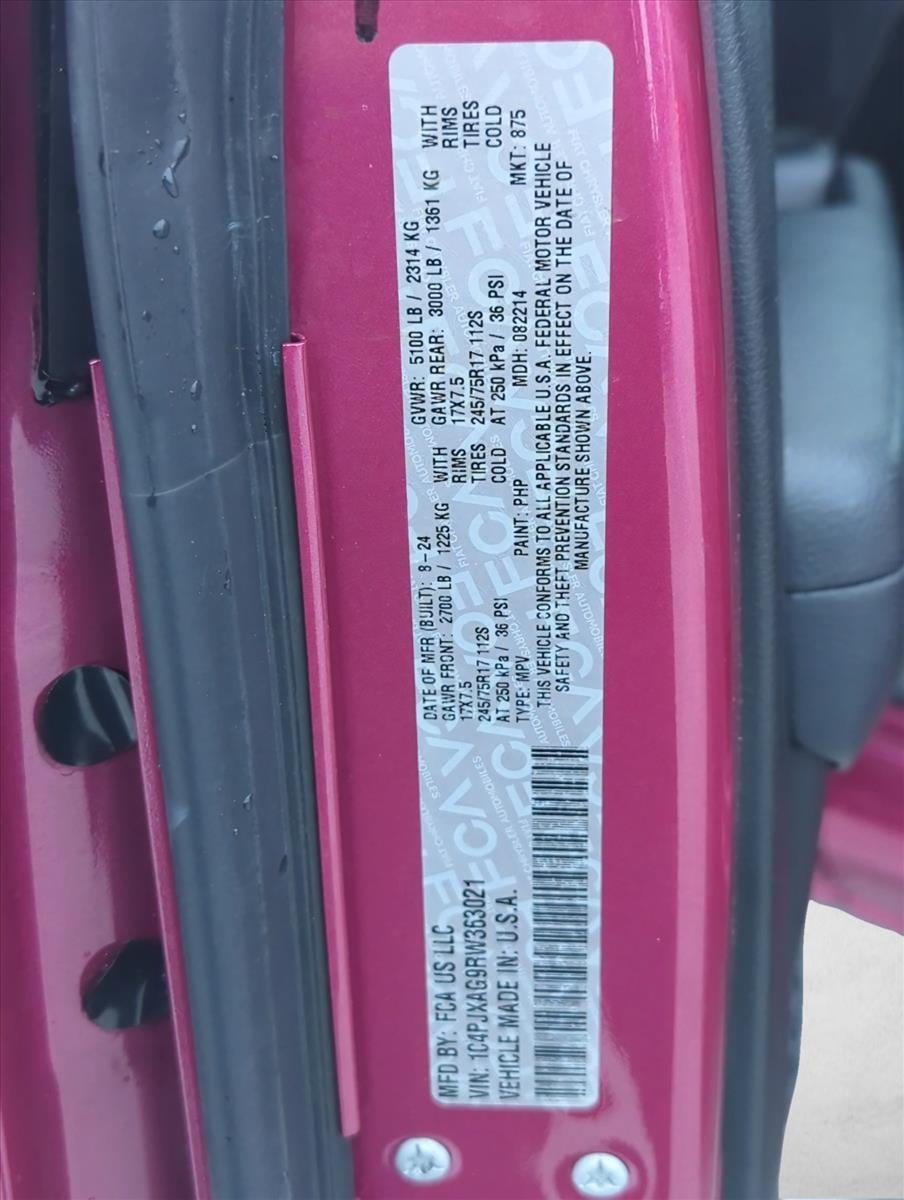 MFD BY: FCA US LLC
DATE OF MFR (BUILT): 8-24
GVWR: 5100 LB / 2314 KG
GAWR FRONT: 2700 LB / 1225 KG WITH
GAWR REAR: 3000 LB / 1361 KG WITH
17X7.5 RIMS
17X7.5 RIMS
245/75R17 112S TIRES
245/75R17 112S TIRES
AT 250 kPa / 36 PSI COLD
AT 250 kPa / 36 PSI COLD
VIN: 1C4PJXAG9RW363021
TYPE: MPV PAINT: PHP MDH: 082214 MKT: 875
VEHICLE MADE IN: U.S.A.
THIS VEHICLE CONFORMS TO ALL APPLICABLE U.S.A. FEDERAL MOTOR VEHICLE
SAFETY AND THEFT PREVENTION STANDARDS IN EFFECT ON THE DATE OF
MANUFACTURE SHOWN ABOVE.